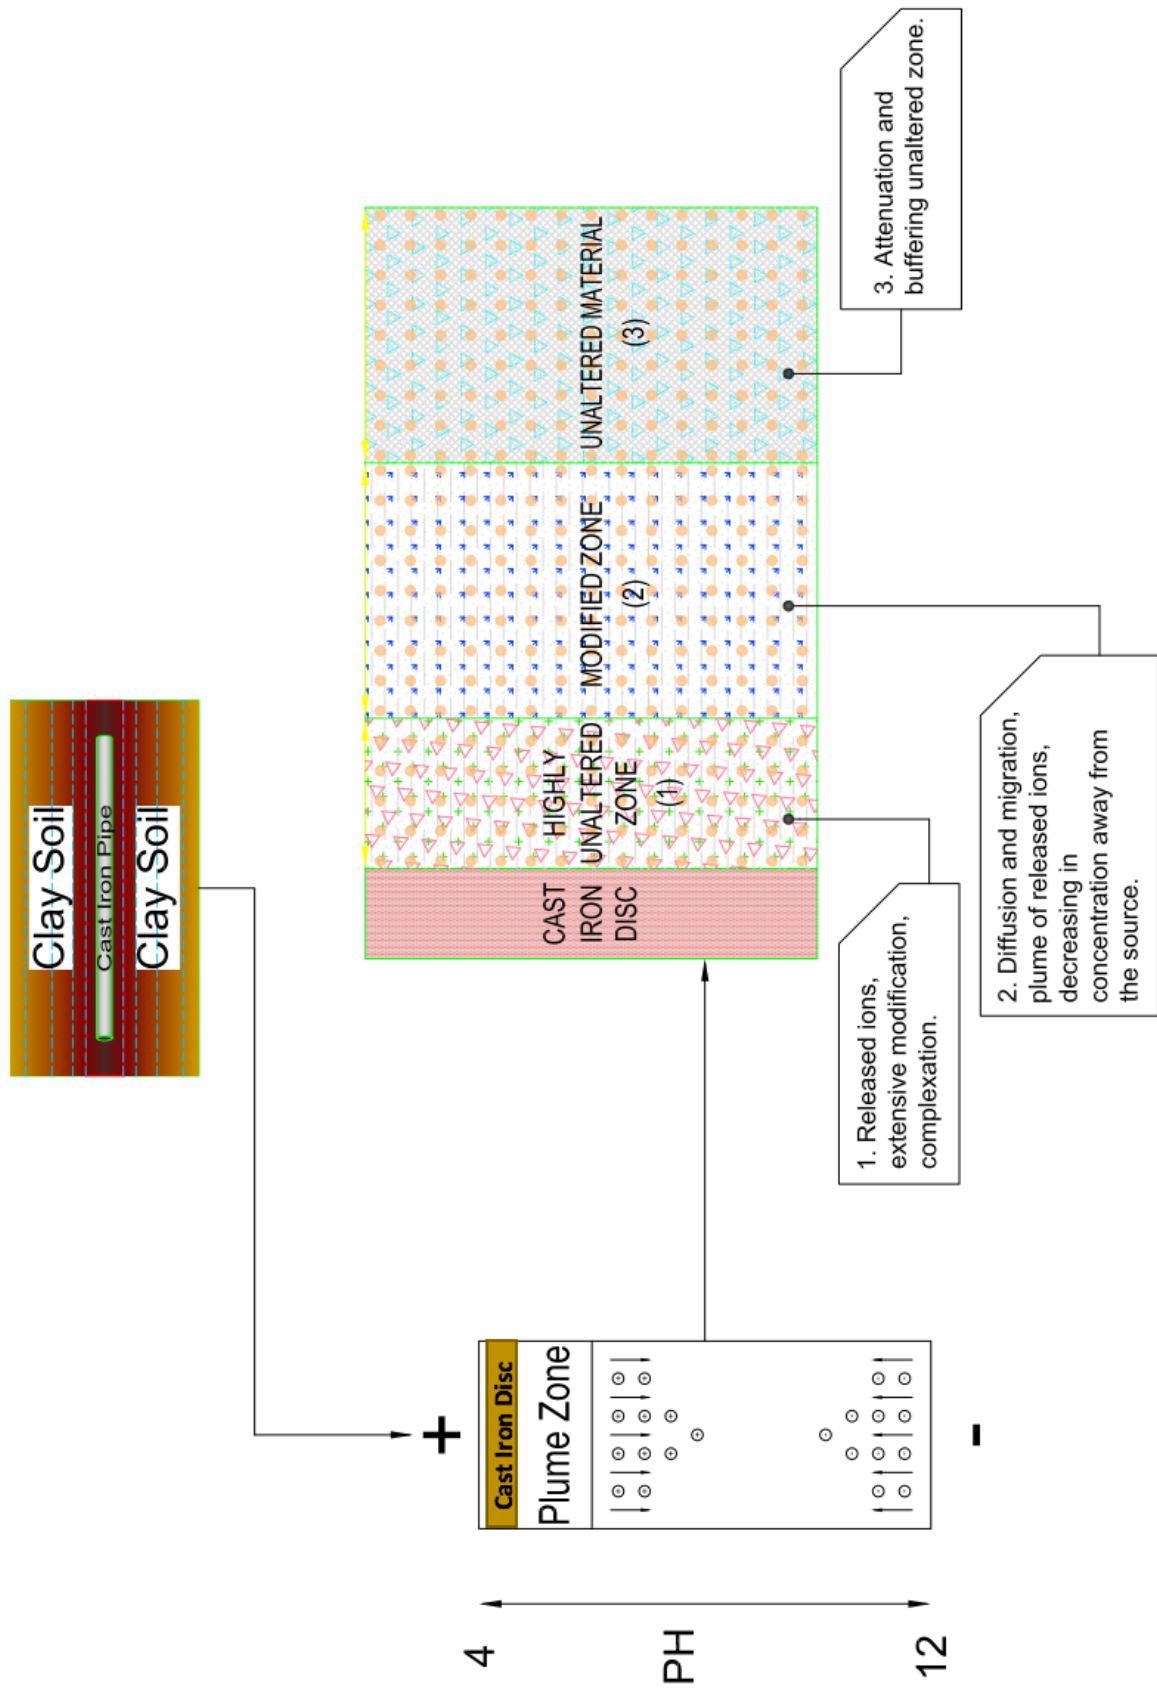 Clay Soil
Cast Iron Pipe
Clay Soil
4
PH
12
+
Cast Iron Disc
Plume Zone
-
CAST
IRON
DISC
HIGHLY
UNALTERED
ZONE
(1)
MODIFIED ZONE
(2)
UNALTERED MATERIAL
(3)
1. Released ions,
extensive modification,
complexation.
2. Diffusion and migration,
plume of released ions,
decreasing in
concentration away from
the source.
3. Attenuation and
buffering unaltered zone.